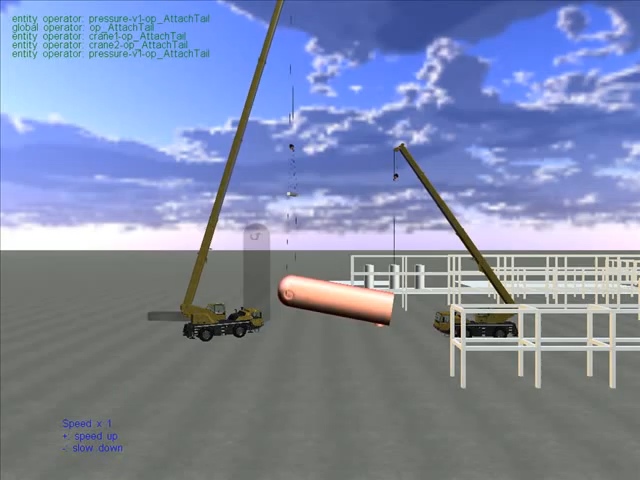 entity operator: pressure-v1-op_AttachTail
global operator: op_AttachTail
entity operator: crane1-op_AttachTail
entity operator: crane2-op_AttachTail
entity operator: pressure-v1-op_AttachTail
Speed x 1
+: speed up
-: slow down